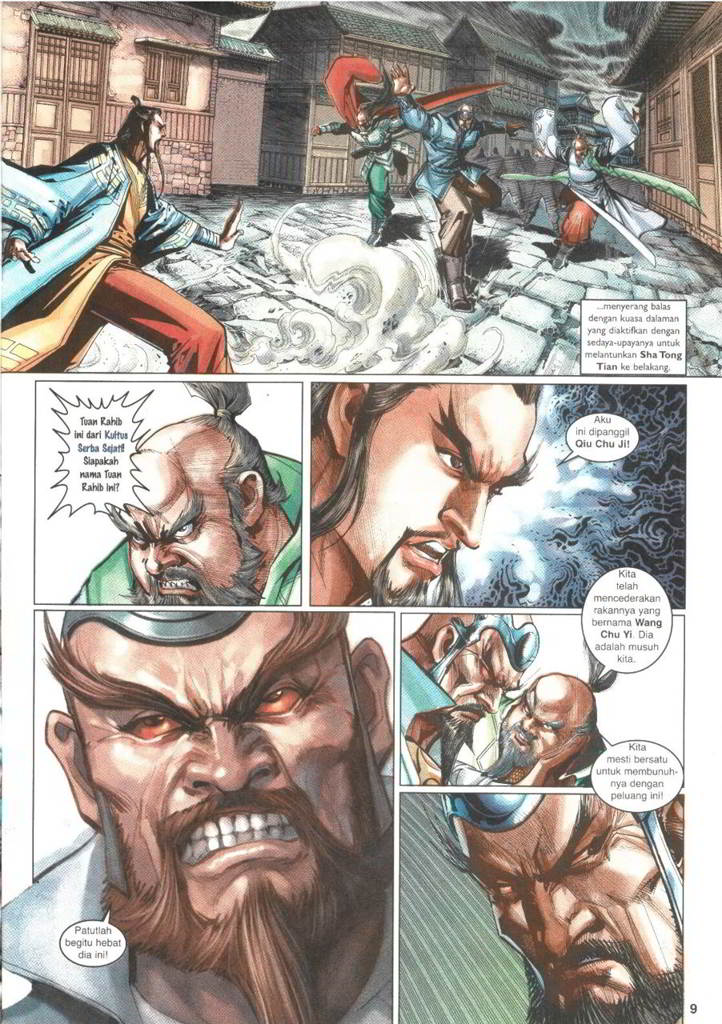 ...menyerang balas
dengan kuasa dalaman
yang diaktifkan dengan
sedaya-upayanya untuk
melantunkan Sha Tong
Tian ke belakang.
Tuan Rahib
ini dari Kultus
Serba Sejati!
Siapakah
nama Tuan
Rahib ini?
Aku
ini dipanggil
Qiu Chu Ji!
Kita
telah
mencederakan
rakannya yang
bernama Wang
Chu Yi. Dia
adalah musuh
kita.
Kita
mesti bersatu
untuk membunuh-
nya dengan
peluang ini!
Patutlah
begitu hebat
dia ini!
9